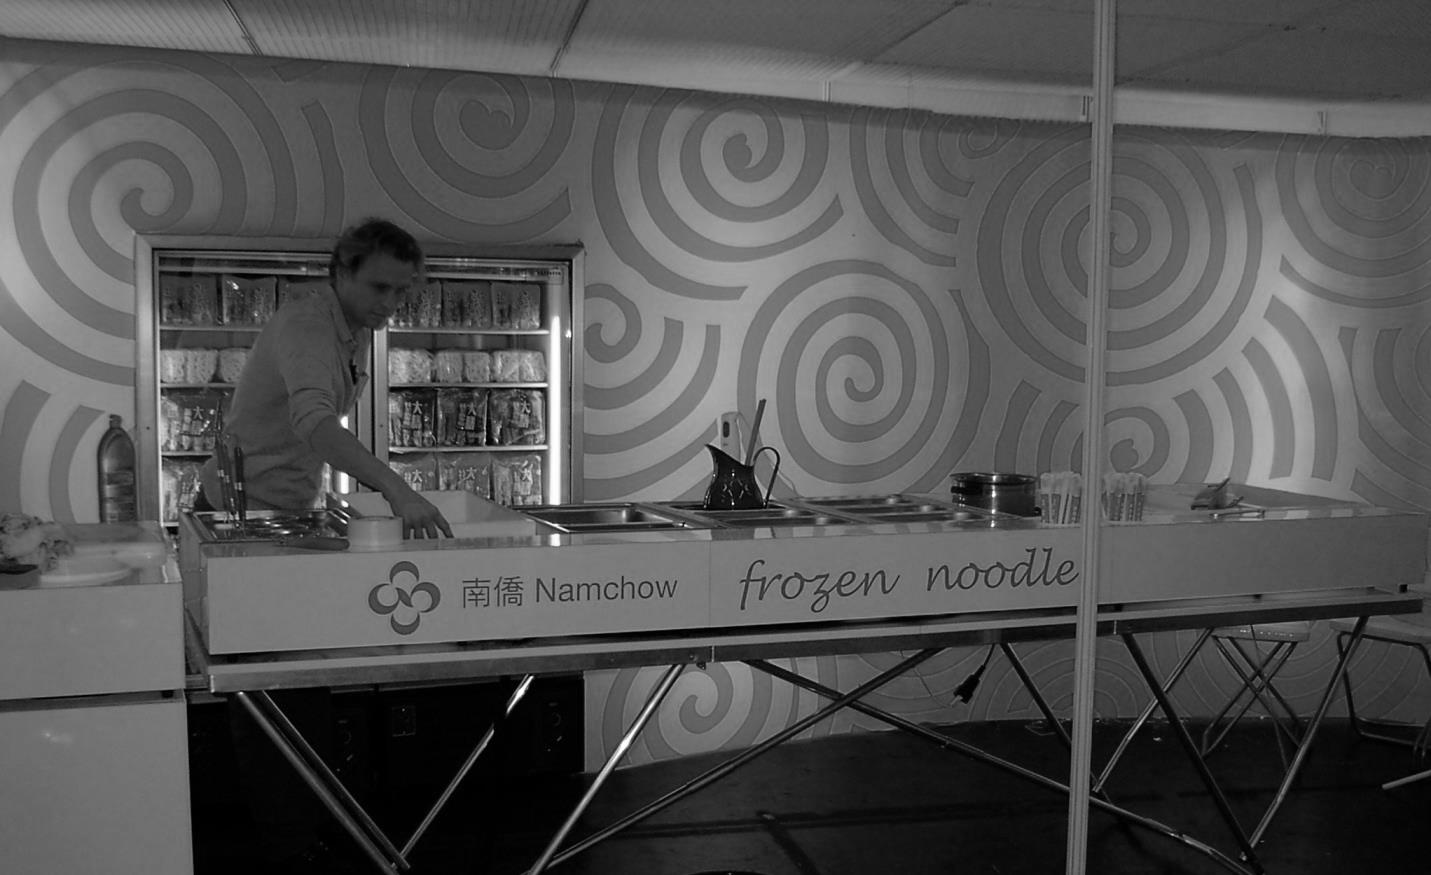 南僑 Namchow
frozen noodle